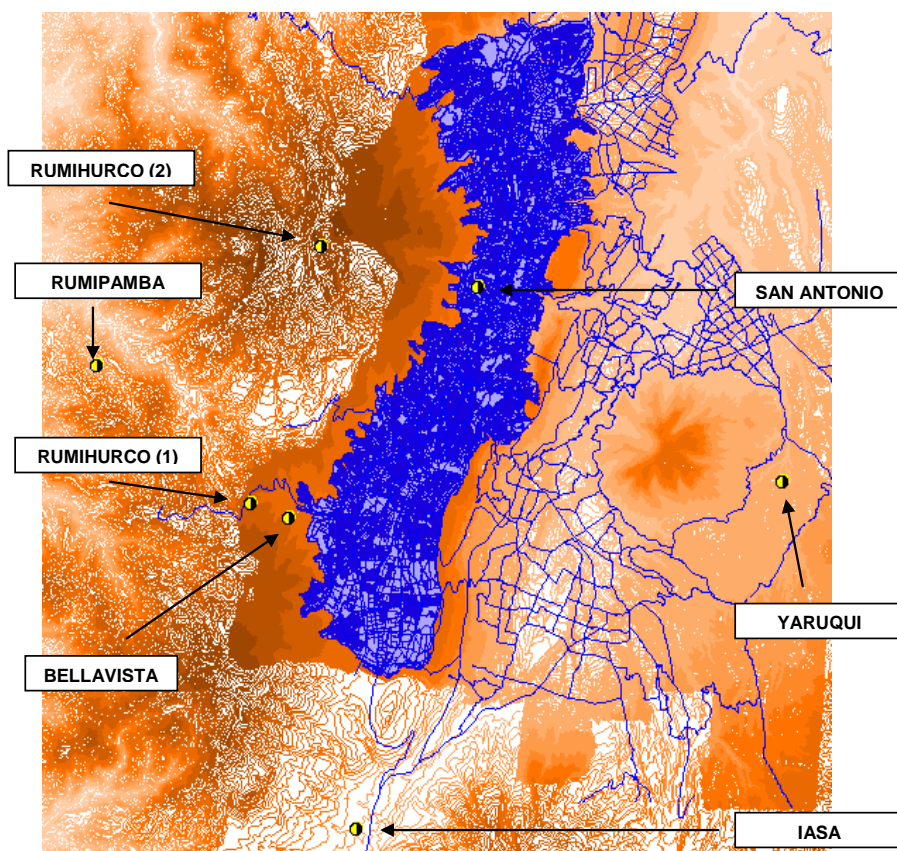 RUMIHURCO (2)
RUMIPAMBA
SAN ANTONIO
RUMIHURCO (1)
YARUQUI
BELLAVISTA
IASA